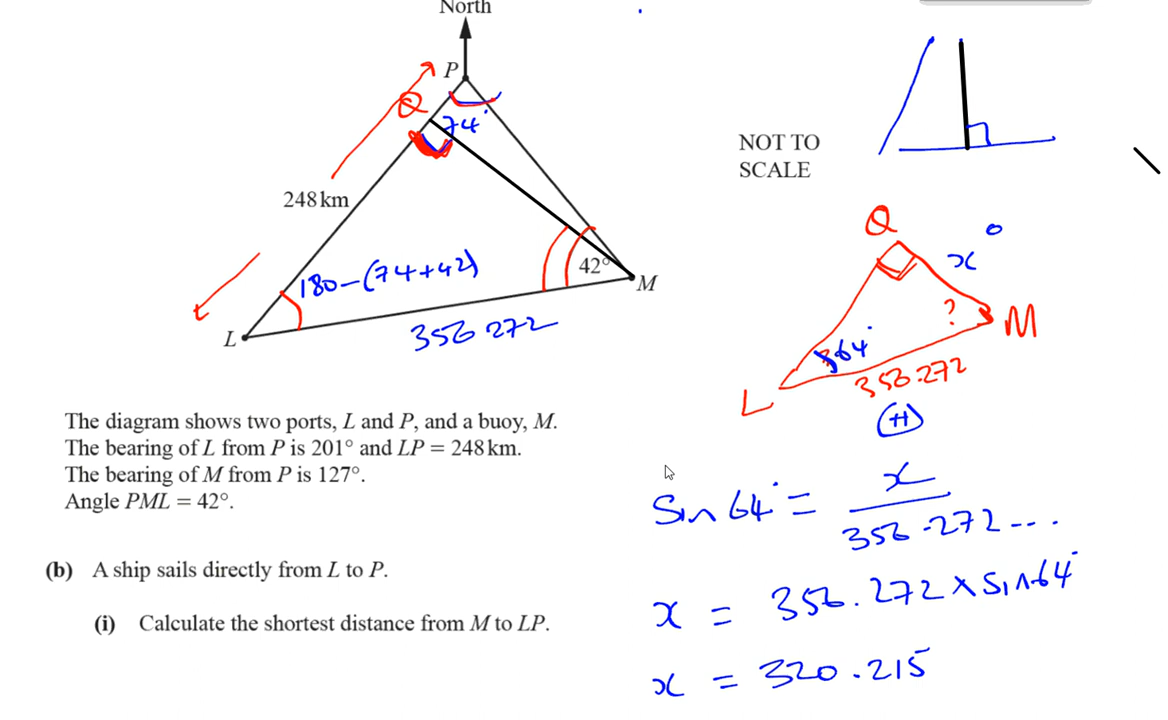 North
P
Q
74°
NOT TO
SCALE
248 km
Q
x°
180-(74+42)
42°
M
?
M
L
356 272
64°
356.272
L
(H)
The diagram shows two ports, L and P, and a buoy, M.
The bearing of L from P is 201° and LP = 248 km.
The bearing of M from P is 127°.
Angle PML = 42°.
Sin 64° = x / 356.272...
(b) A ship sails directly from L to P.
x = 356.272 × Sin 64°
(i) Calculate the shortest distance from M to LP.
x = 320.215